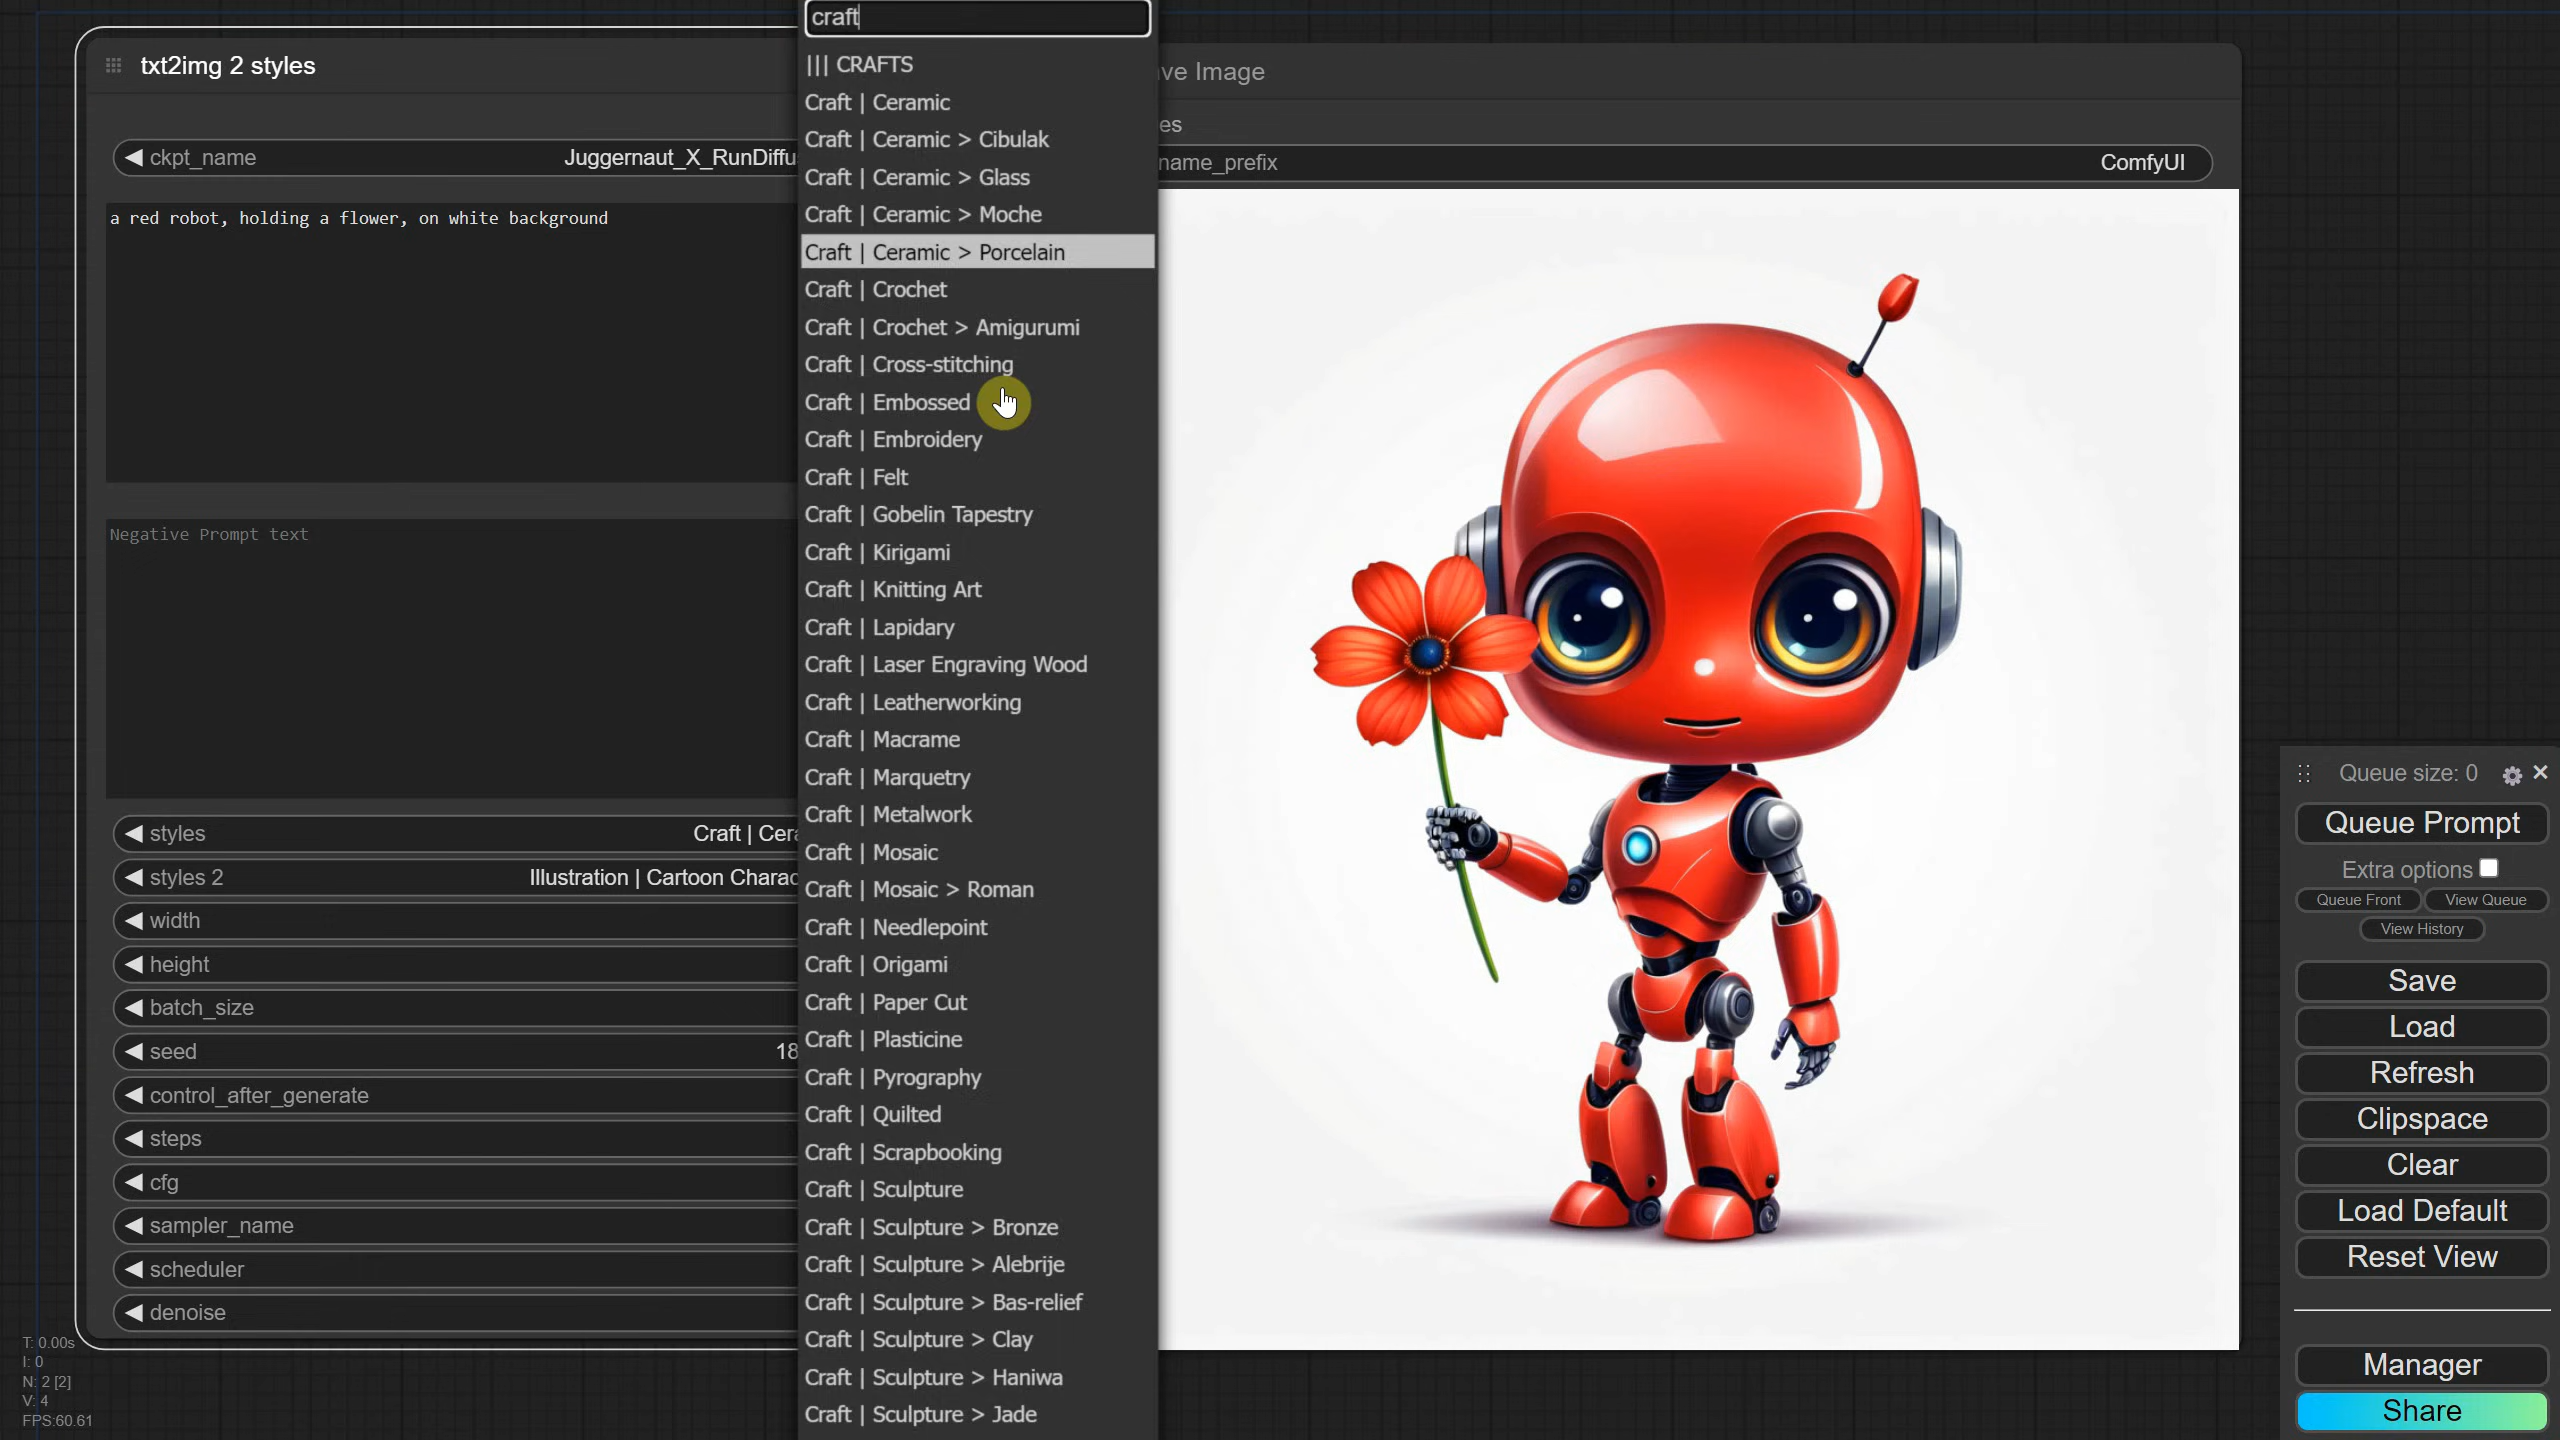 txt2img 2 styles
ckpt_name Juggernaut_X_RunDiffu
a red robot, holding a flower, on white background
Negative Prompt text
styles Craft | Cera
styles 2 Illustration | Cartoon Charac
width
height
batch_size
seed 18
control_after_generate
steps
cfg
sampler_name
scheduler
denoise
T: 0.00s
I: 0
N: 2 [2]
V: 4
FPS:60.61
craft
||| CRAFTS
Craft | Ceramic
Craft | Ceramic > Cibulak
Craft | Ceramic > Glass
Craft | Ceramic > Moche
Craft | Ceramic > Porcelain
Craft | Crochet
Craft | Crochet > Amigurumi
Craft | Cross-stitching
Craft | Embossed
Craft | Embroidery
Craft | Felt
Craft | Gobelin Tapestry
Craft | Kirigami
Craft | Knitting Art
Craft | Lapidary
Craft | Laser Engraving Wood
Craft | Leatherworking
Craft | Macrame
Craft | Marquetry
Craft | Metalwork
Craft | Mosaic
Craft | Mosaic > Roman
Craft | Needlepoint
Craft | Origami
Craft | Paper Cut
Craft | Plasticine
Craft | Pyrography
Craft | Quilted
Craft | Scrapbooking
Craft | Sculpture
Craft | Sculpture > Bronze
Craft | Sculpture > Alebrije
Craft | Sculpture > Bas-relief
Craft | Sculpture > Clay
Craft | Sculpture > Haniwa
Craft | Sculpture > Jade
ve Image
es
name_prefix ComfyUI
Queue size: 0
Queue Prompt
Extra options
Queue Front View Queue
View History
Save
Load
Refresh
Clipspace
Clear
Load Default
Reset View
Manager
Share